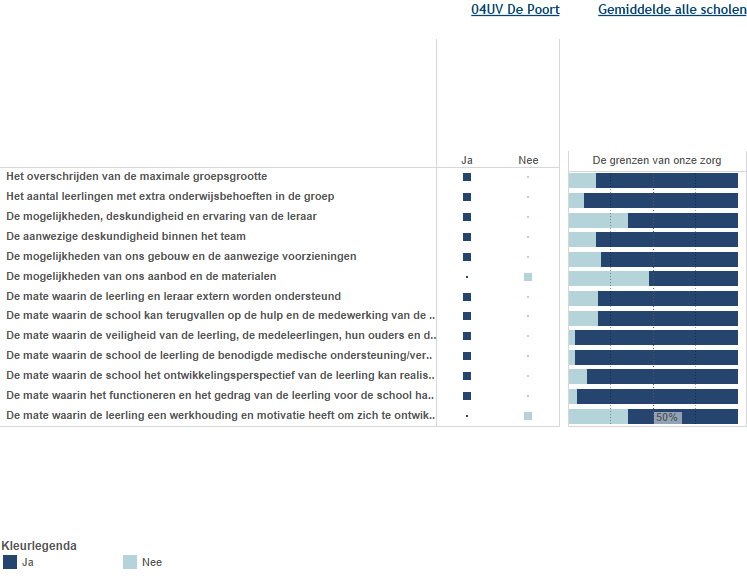 04UV De Poort Gemiddelde alle scholen
Ja Nee De grenzen van onze zorg
Het overschrijden van de maximale groepsgrootte
Het aantal leerlingen met extra onderwijsbehoeften in de groep
De mogelijkheden, deskundigheid en ervaring van de leraar
De aanwezige deskundigheid binnen het team
De mogelijkheden van ons gebouw en de aanwezige voorzieningen
De mogelijkheden van ons aanbod en de materialen
De mate waarin de leerling en leraar extern worden ondersteund
De mate waarin de school kan terugvallen op de hulp en de medewerking van de ..
De mate waarin de veiligheid van de leerling, de medeleerlingen, hun ouders en d..
De mate waarin de school de leerling de benodigde medische ondersteuning/ver..
De mate waarin de school het ontwikkelingsperspectief van de leerling kan realis..
De mate waarin het functioneren en het gedrag van de leerling voor de school ha..
De mate waarin de leerling een werkhouding en motivatie heeft om zich te ontwik.. 50%
Kleurlegenda
Ja Nee